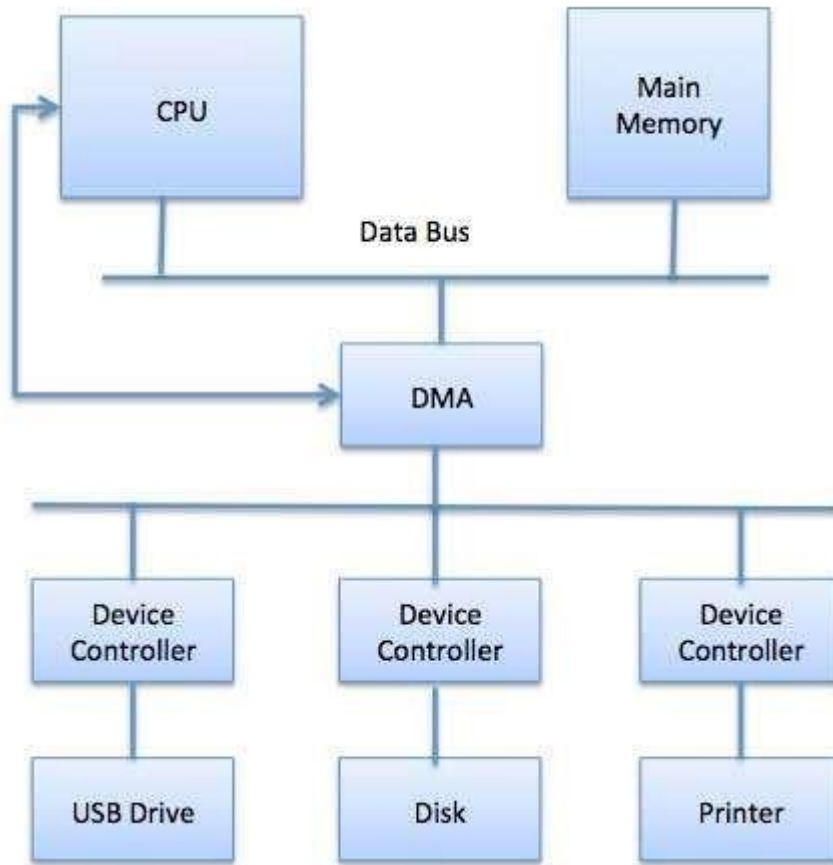 CPU
Main
Memory
Data Bus
DMA
Device
Controller
Device
Controller
Device
Controller
USB Drive
Disk
Printer